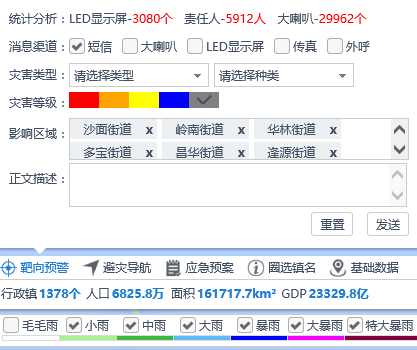 统计分析：LED显示屏-3080个 责任人-5912人 大喇叭-29962个
消息渠道： 短信 大喇叭 LED显示屏 传真 外呼
灾害类型： 请选择类型 请选择种类
灾害等级：
影响区域： 沙面街道 x 岭南街道 x 华林街道 x
多宝街道 x 昌华街道 x 逢源街道 x
正文描述：
重置 发送
靶向预警 避灾导航 应急预案 圈选镇名 基础数据
行政镇 1378个 人口 6825.8万 面积 161717.7km² GDP 23329.8亿
毛毛雨 小雨 中雨 大雨 暴雨 大暴雨 特大暴雨